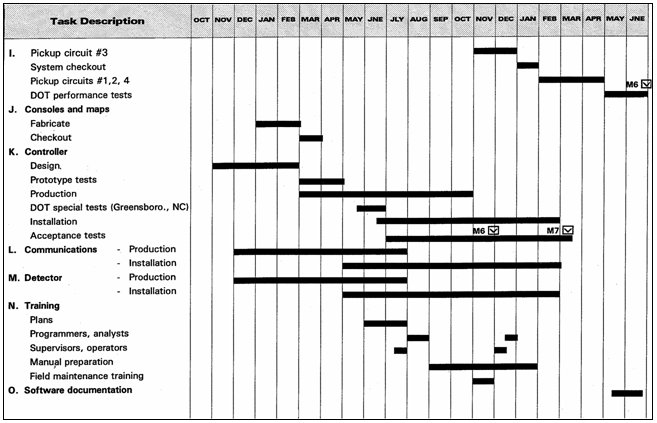 Task Description OCT NOV DEC JAN FEB MAR APR MAY JNE JLY AUG SEP OCT NOV DEC JAN FEB MAR APR MAY JNE
I. Pickup circuit #3
System checkout
Pickup circuits #1,2, 4
M6
DOT performance tests
J. Consoles and maps
Fabricate
Checkout
K. Controller
Design.
Prototype tests
Production
DOT special tests (Greensboro., NC)
Installation
M6 M7
Acceptance tests
L. Communications - Production
- Installation
M. Detector - Production
- Installation
N. Training
Plans
Programmers, analysts
Supervisors, operators
Manual preparation
Field maintenance training
O. Software documentation